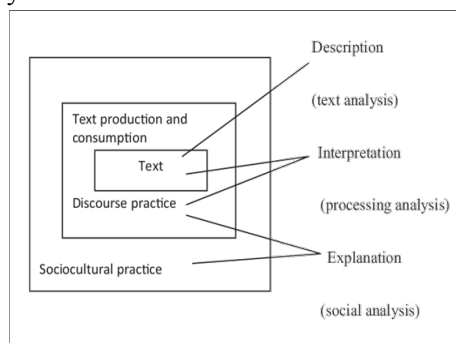 y
Description
(text analysis)
Text production and
consumption
Text
Interpretation
Discourse practice
(processing analysis)
Explanation
Sociocultural practice
(social analysis)